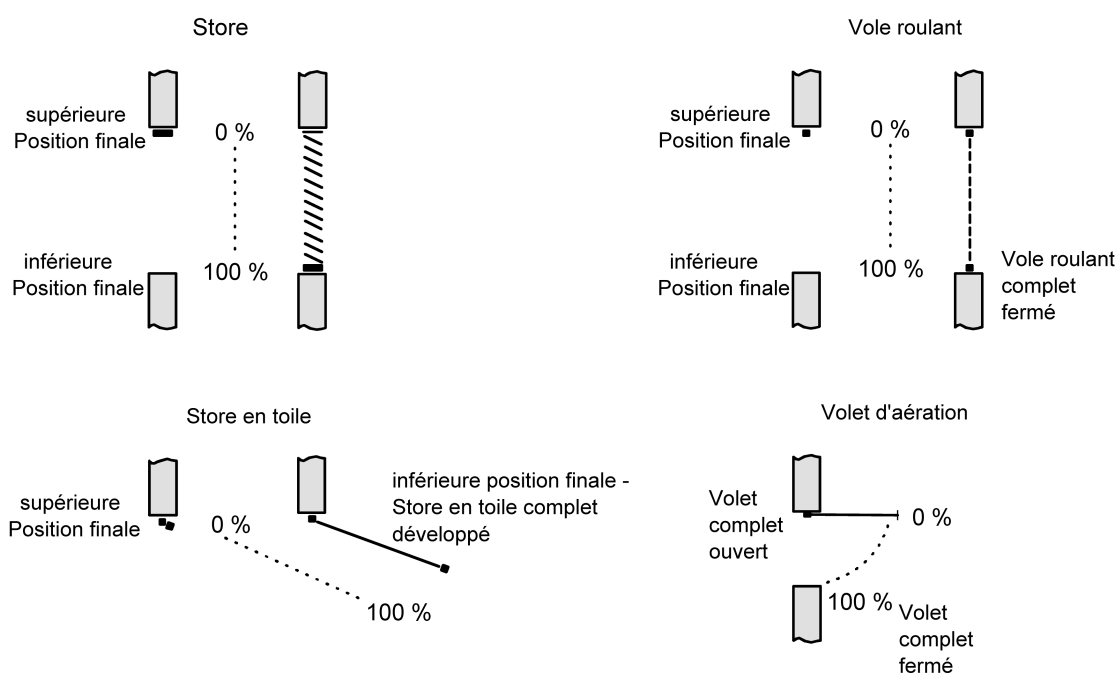 Store
supérieure
Position finale
0 %
inférieure
Position finale
100 %
Vole roulant
supérieure
Position finale
0 %
inférieure
Position finale
100 %
Vole roulant
complet
fermé
Store en toile
supérieure
Position finale
0 %
100 %
inférieure position finale -
Store en toile complet
développé
Volet d'aération
Volet
complet
ouvert
0 %
100 %
Volet
complet
fermé